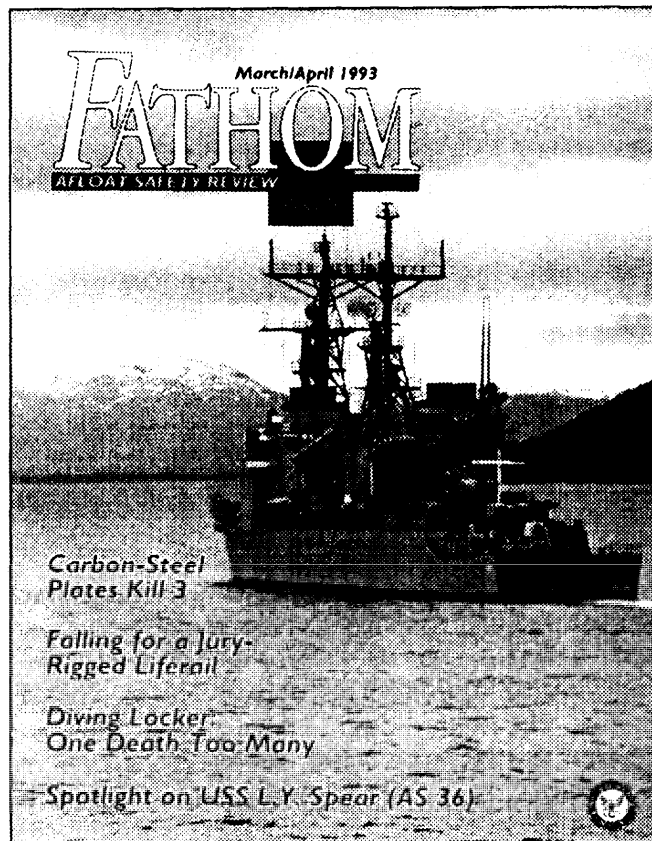 March/April 1993
FATHOM
AFLOAT SAFETY REVIEW
Carbon-Steel
Plates Kill 3
Falling for a Jury-
Rigged Liferail
Diving Locker:
One Death Too Many
Spotlight on USS L.Y. Spear (AS 36)